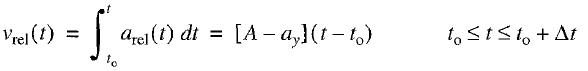 v_rel(t) = ∫_{t_o}^{t} a_rel(t) dt = [A − a_y](t − t_o)    t_o ≤ t ≤ t_o + Δt